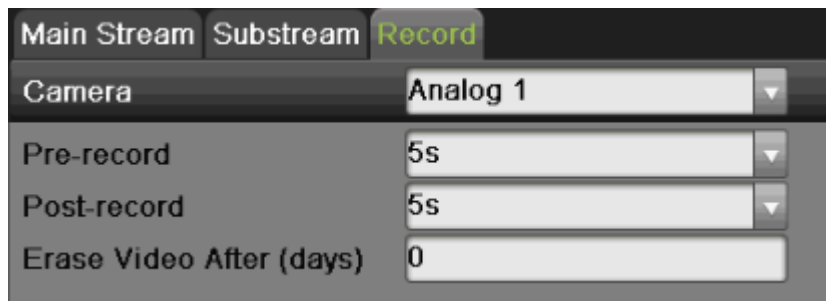 Main Stream Substream Record
Camera Analog 1
Pre-record 5s
Post-record 5s
Erase Video After (days) 0